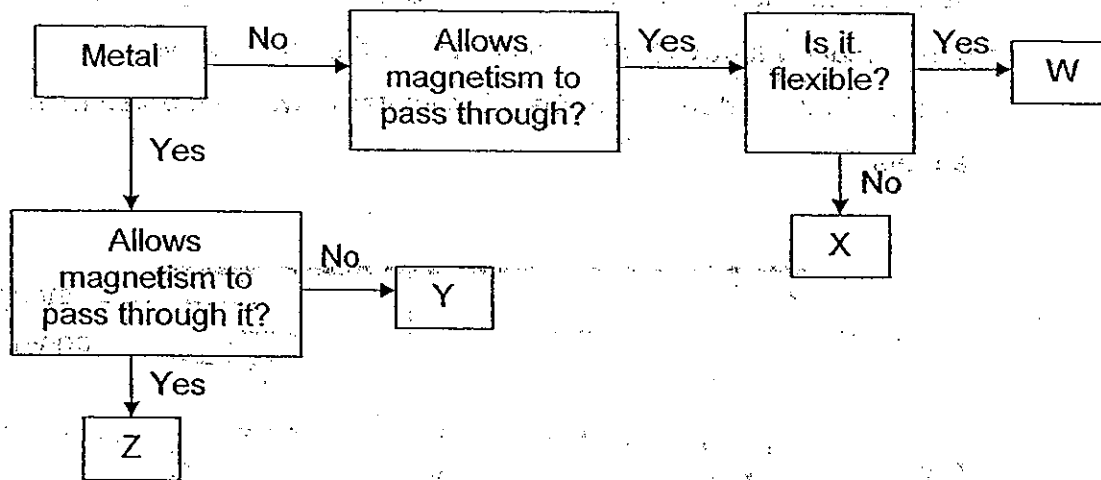 Metal
No
Allows
magnetism to
pass through?
Yes
Is it
flexible?
Yes
W
No
X
Yes
Allows
magnetism to
pass through it?
No
Y
Yes
Z